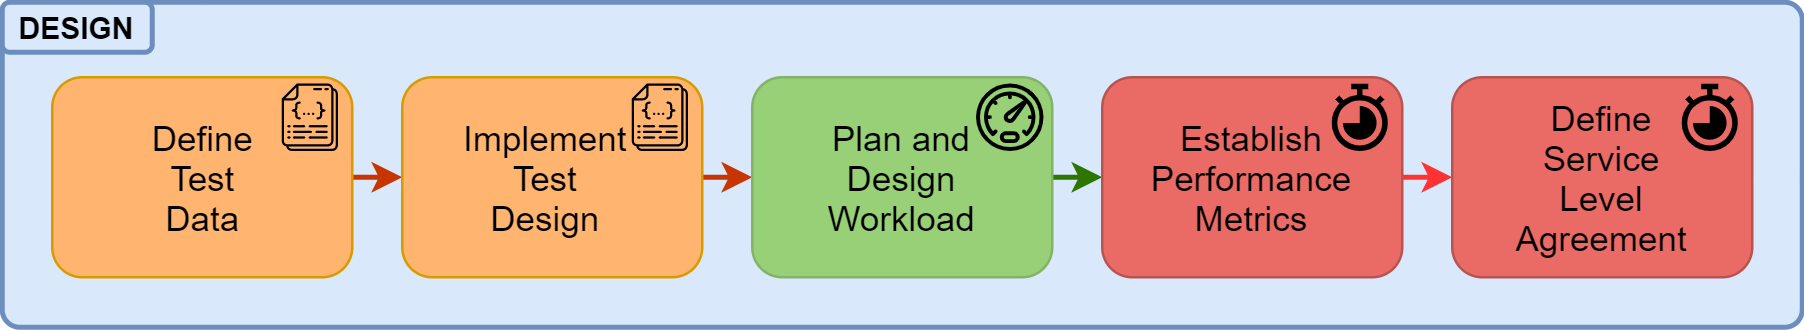 DESIGN
Define
Test
Data
{...}
Implement
Test
Design
{...}
Plan and
Design
Workload
Establish
Performance
Metrics
Define
Service
Level
Agreement